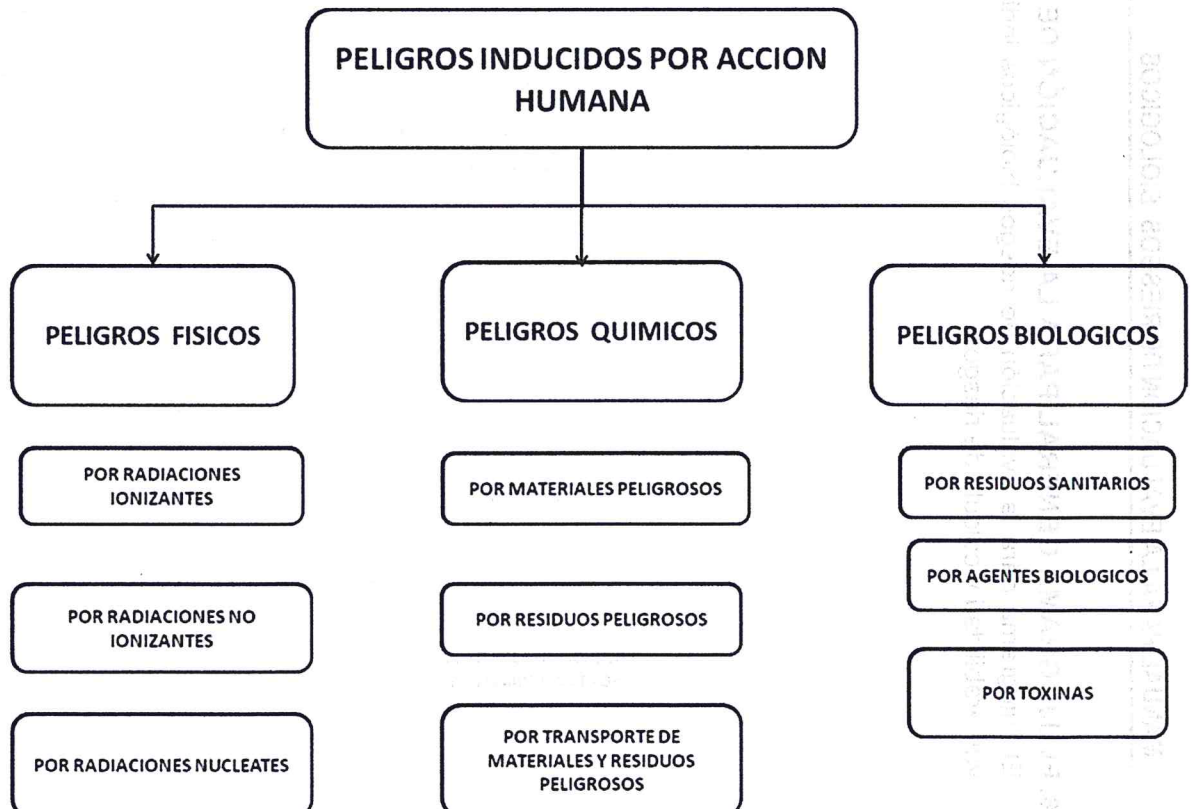 PELIGROS INDUCIDOS POR ACCION
HUMANA
PELIGROS FISICOS
PELIGROS QUIMICOS
PELIGROS BIOLOGICOS
POR RADIACIONES
IONIZANTES
POR RADIACIONES NO
IONIZANTES
POR RADIACIONES NUCLEATES
POR MATERIALES PELIGROSOS
POR RESIDUOS PELIGROSOS
POR TRANSPORTE DE
MATERIALES Y RESIDUOS
PELIGROSOS
POR RESIDUOS SANITARIOS
POR AGENTES BIOLOGICOS
POR TOXINAS